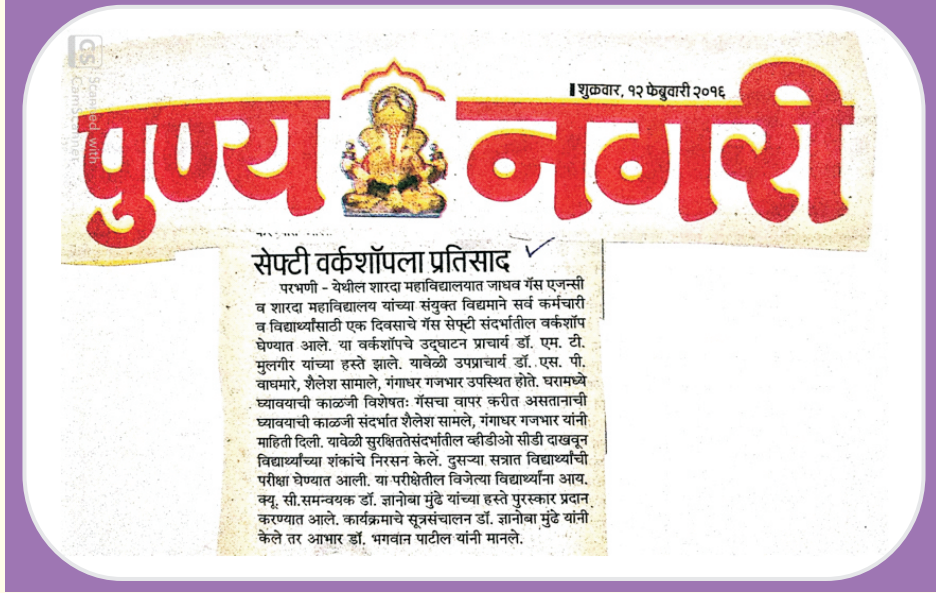 CS Scanned with
CamScanner
शुक्रवार, १२ फेब्रुवारी २०१६
पुण्य नगरी
सेफ्टी वर्कशॉपला प्रतिसाद
परभणी - येथील शारदा महाविद्यालयात जाधव गॅस एजन्सी
व शारदा महाविद्यालय यांच्या संयुक्त विद्यमाने सर्व कर्मचारी
व विद्यार्थ्यांसाठी एक दिवसाचे गॅस सेफ्टी संदर्भातील वर्कशॉप
घेण्यात आले. या वर्कशॉपचे उद्घाटन प्राचार्य डॉ. एम. टी.
मुलगीर यांच्या हस्ते झाले. यावेळी उपप्राचार्य डॉ. एस. पी.
वाघमारे, शैलेश सामाले, गंगाधर गजभार उपस्थित होते. घरामध्ये
घ्यावयाची काळजी विशेषतः गॅसचा वापर करीत असतानाची
घ्यावयाची काळजी संदर्भात शैलेश सामले, गंगाधर गजभार यांनी
माहिती दिली. यावेळी सुरक्षिततेसंदर्भातील व्हीडीओ सीडी दाखवून
विद्यार्थ्यांच्या शंकांचे निरसन केले. दुसऱ्या सत्रात विद्यार्थ्यांची
परीक्षा घेण्यात आली. या परीक्षेतील विजेत्या विद्यार्थ्यांना आय.
क्यू. सी.समन्वयक डॉ. ज्ञानोबा मुंढे यांच्या हस्ते पुरस्कार प्रदान
करण्यात आले. कार्यक्रमाचे सूत्रसंचालन डॉ. ज्ञानोबा मुंढे यांनी
केले तर आभार डॉ. भगवान पाटील यांनी मानले.